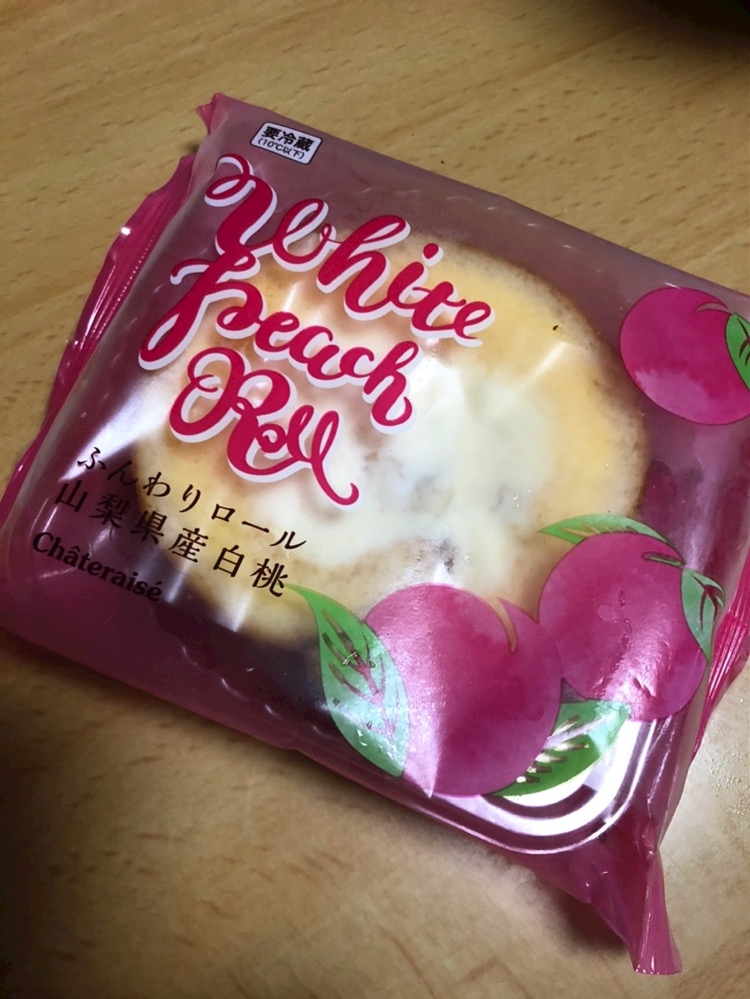 要冷蔵
(10℃以下)
White
Peach
Roll
ふんわりロール
山梨県産白桃
Châteraisé